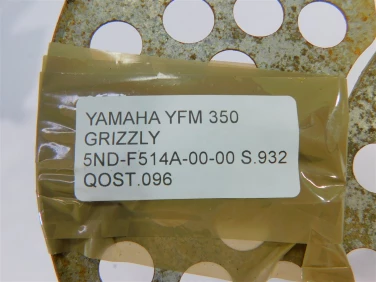 YAMAHA YFM 350
GRIZZLY
5ND-F514A-00-00 S.932
QOST.096